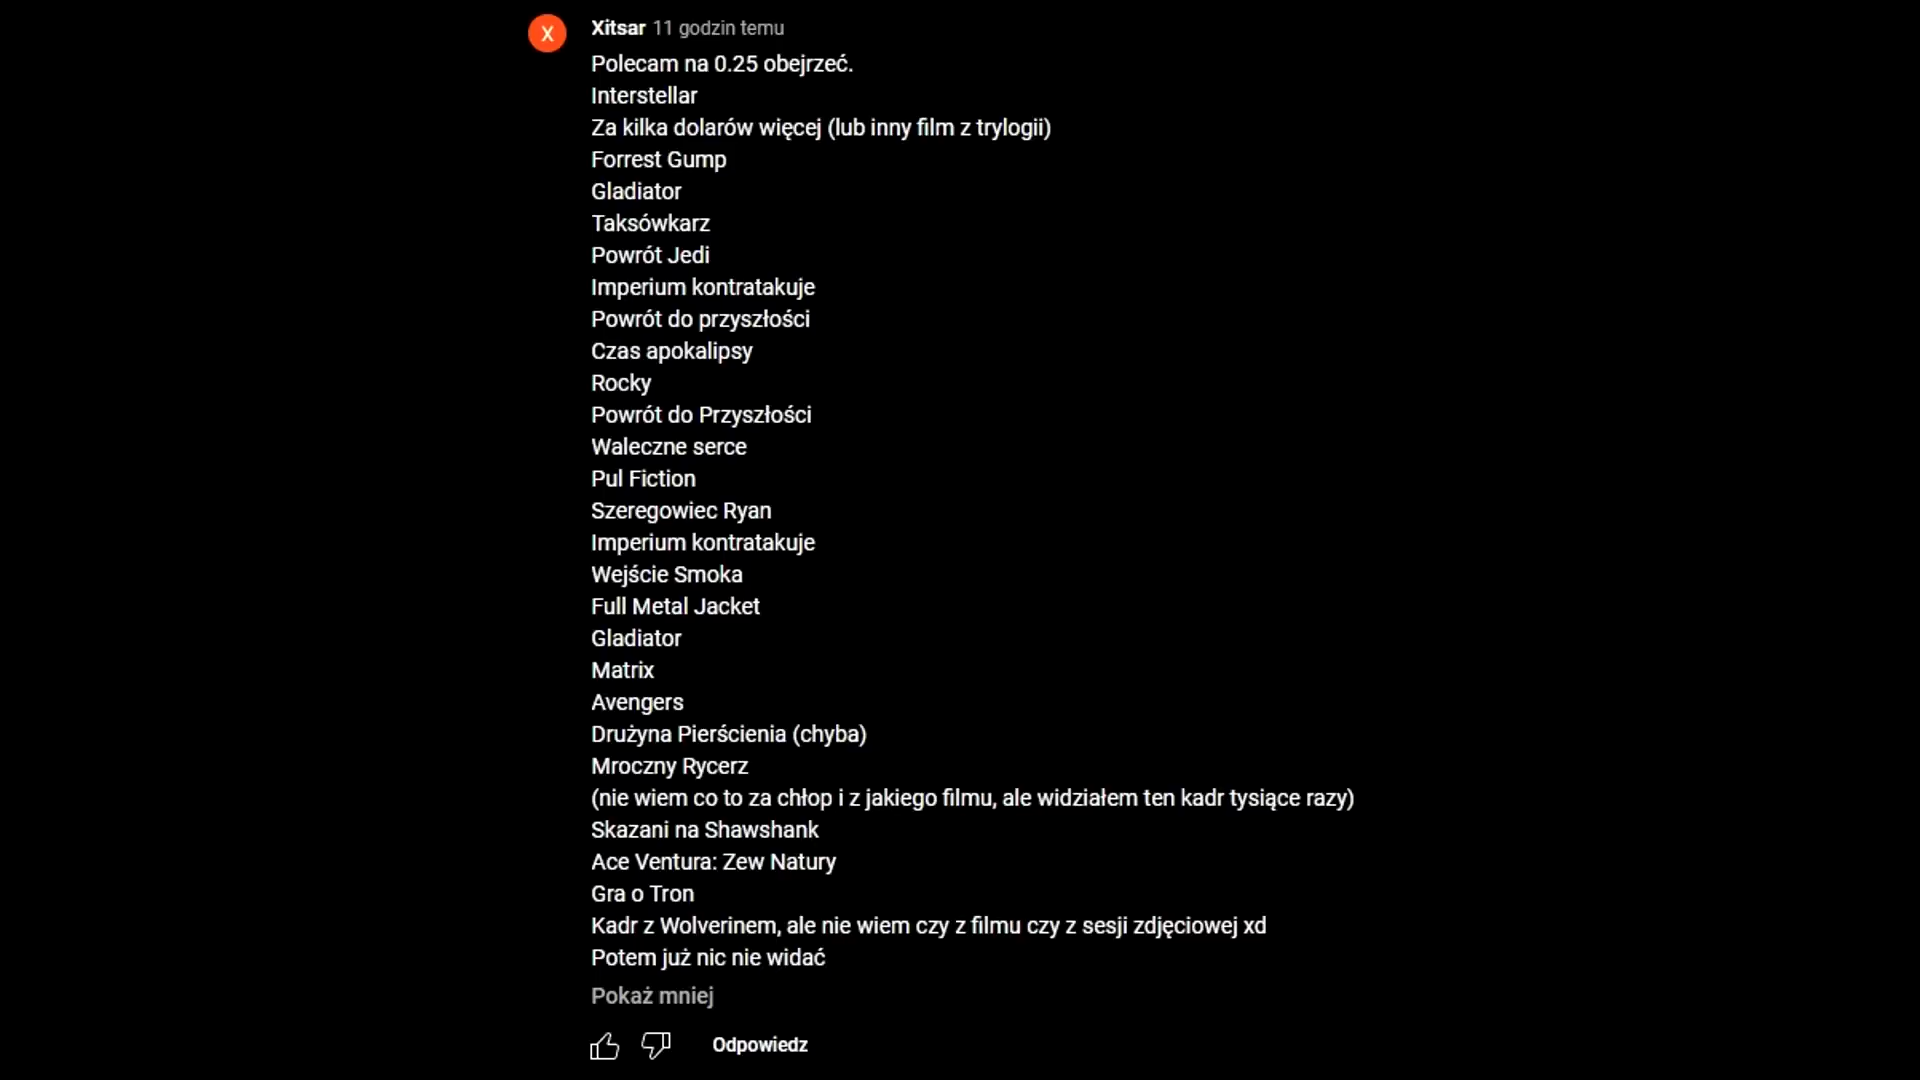 X
Xitsar 11 godzin temu
Polecam na 0.25 obejrzeć.
Interstellar
Za kilka dolarów więcej (lub inny film z trylogii)
Forrest Gump
Gladiator
Taksówkarz
Powrót Jedi
Imperium kontratakuje
Powrót do przyszłości
Czas apokalipsy
Rocky
Powrót do Przyszłości
Waleczne serce
Pul Fiction
Szeregowiec Ryan
Imperium kontratakuje
Wejście Smoka
Full Metal Jacket
Gladiator
Matrix
Avengers
Drużyna Pierścienia (chyba)
Mroczny Rycerz
(nie wiem co to za chłop i z jakiego filmu, ale widziałem ten kadr tysiące razy)
Skazani na Shawshank
Ace Ventura: Zew Natury
Gra o Tron
Kadr z Wolverinem, ale nie wiem czy z filmu czy z sesji zdjęciowej xd
Potem już nic nie widać
Pokaż mniej
Odpowiedz